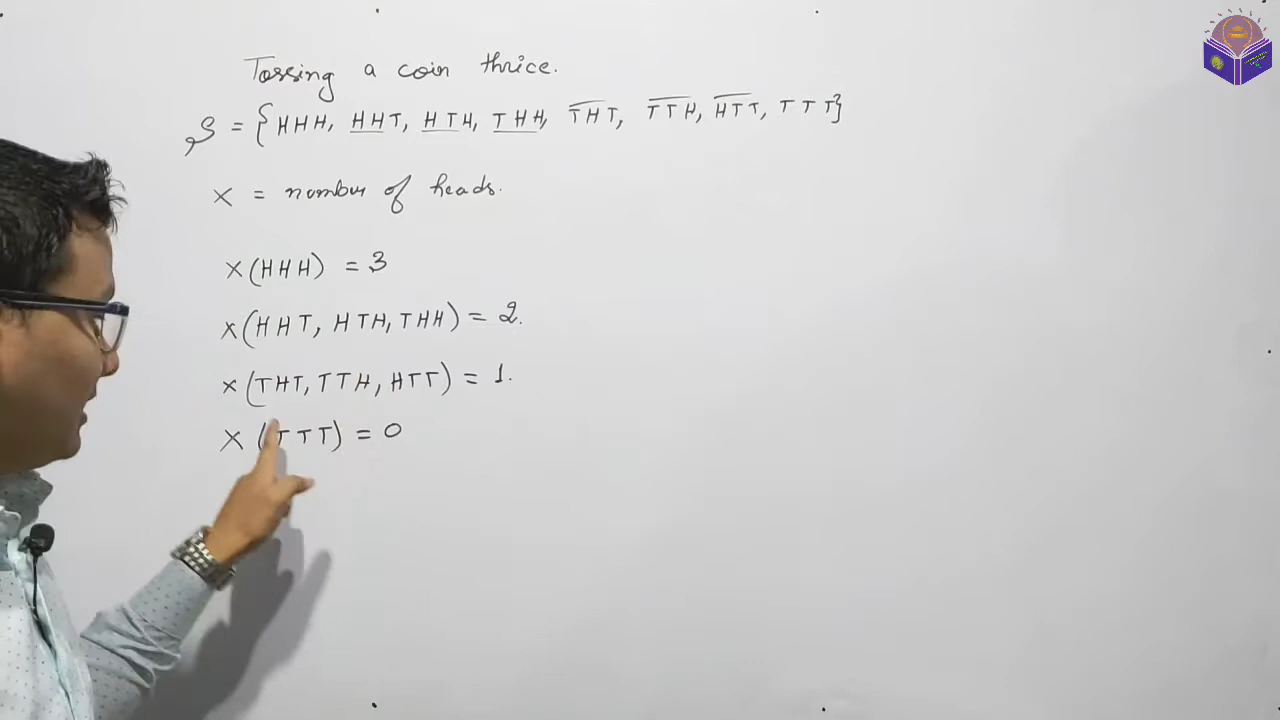 Tossing a coin thrice.
S = {HHH, HHT, HTH, THH, THT, TTH, HTT, TTT}
X = number of heads.
X(HHH) = 3
X(HHT, HTH, THH) = 2.
X(THT, TTH, HTT) = 1.
X(TTT) = 0